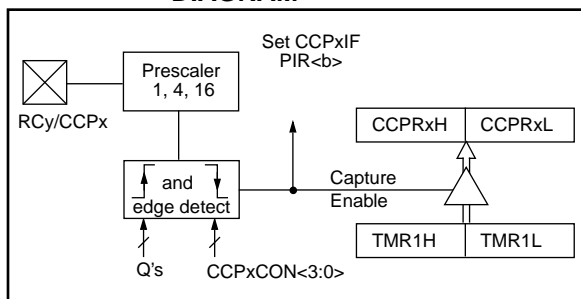 DIAGRAM
Set CCPxIF
PIR<b>
Prescaler
1, 4, 16
RCy/CCPx
CCPRxH CCPRxL
and
edge detect
Capture
Enable
TMR1H TMR1L
Q's
CCPxCON<3:0>